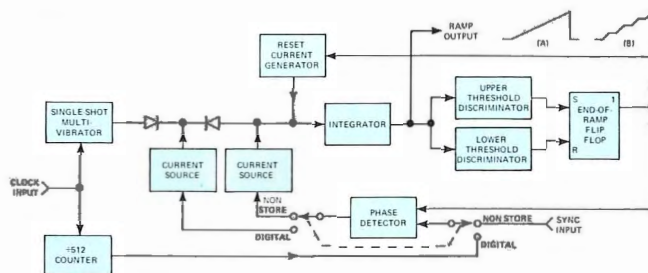 RAMP
OUTPUT
(A)
(B)
RESET
CURRENT
GENERATOR
SINGLE SHOT
MULTI-
VIBRATOR
INTEGRATOR
UPPER
THRESHOLD
DISCRIMINATOR
LOWER
THRESHOLD
DISCRIMINATOR
S 1
END-OF-
RAMP
FLIP
FLOP
R
CURRENT
SOURCE
CURRENT
SOURCE
CLOCK
INPUT
NON
STORE
DIGITAL
PHASE
DETECTOR
NON STORE
DIGITAL
SYNC
INPUT
÷512
COUNTER